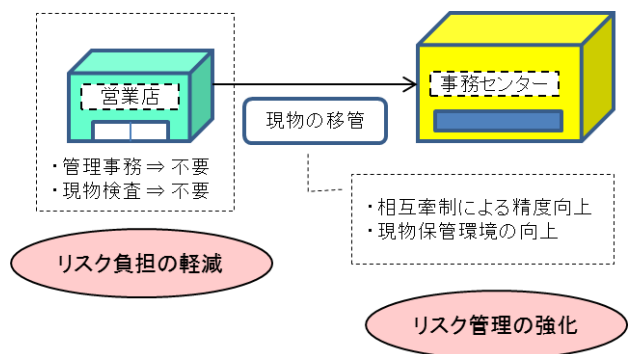 営業店
事務センター
現物の移管
・管理事務⇒不要
・現物検査⇒不要
・相互牽制による精度向上
・現物保管環境の向上
リスク負担の軽減
リスク管理の強化